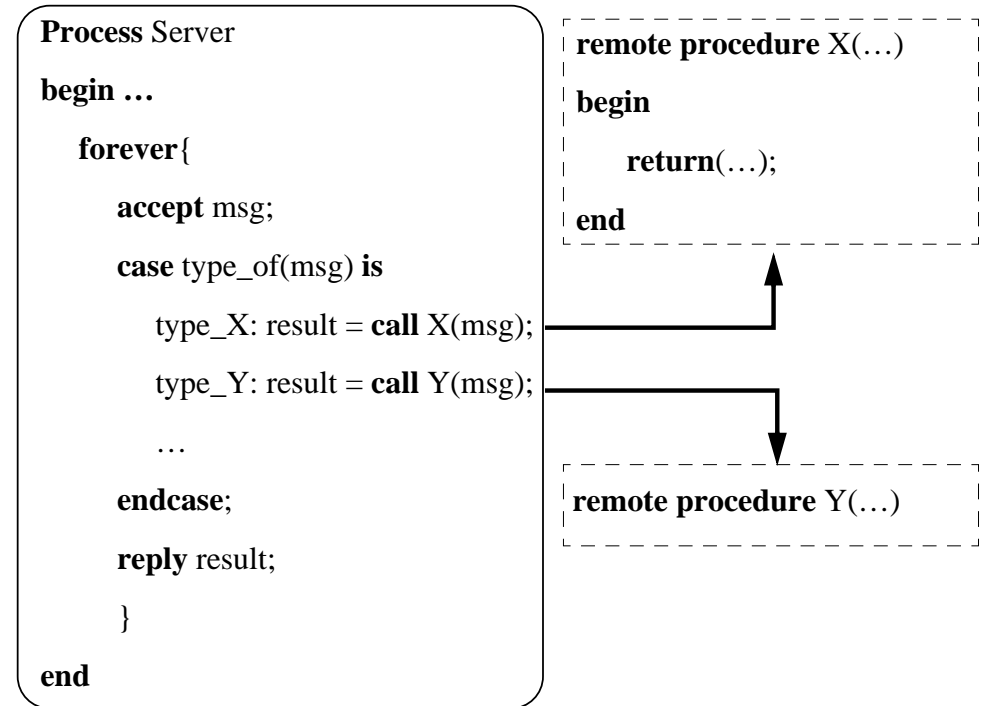 Process Server
begin …
forever{
accept msg;
case type_of(msg) is
type_X: result = call X(msg);
type_Y: result = call Y(msg);
…
endcase;
reply result;
}
end
remote procedure X(…)
begin
return(…);
end
remote procedure Y(…)